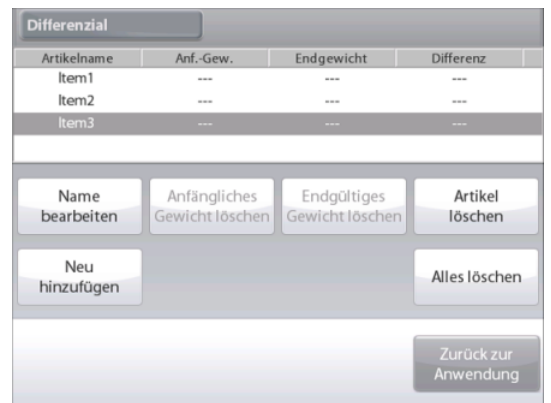 Differenzial
Artikelname Anf.-Gew. Endgewicht Differenz
Item1 --- --- ---
Item2 --- --- ---
Item3 --- --- ---
Name
bearbeiten
Anfängliches
Gewicht löschen
Endgültiges
Gewicht löschen
Artikel
löschen
Neu
hinzufügen
Alles löschen
Zurück zur
Anwendung